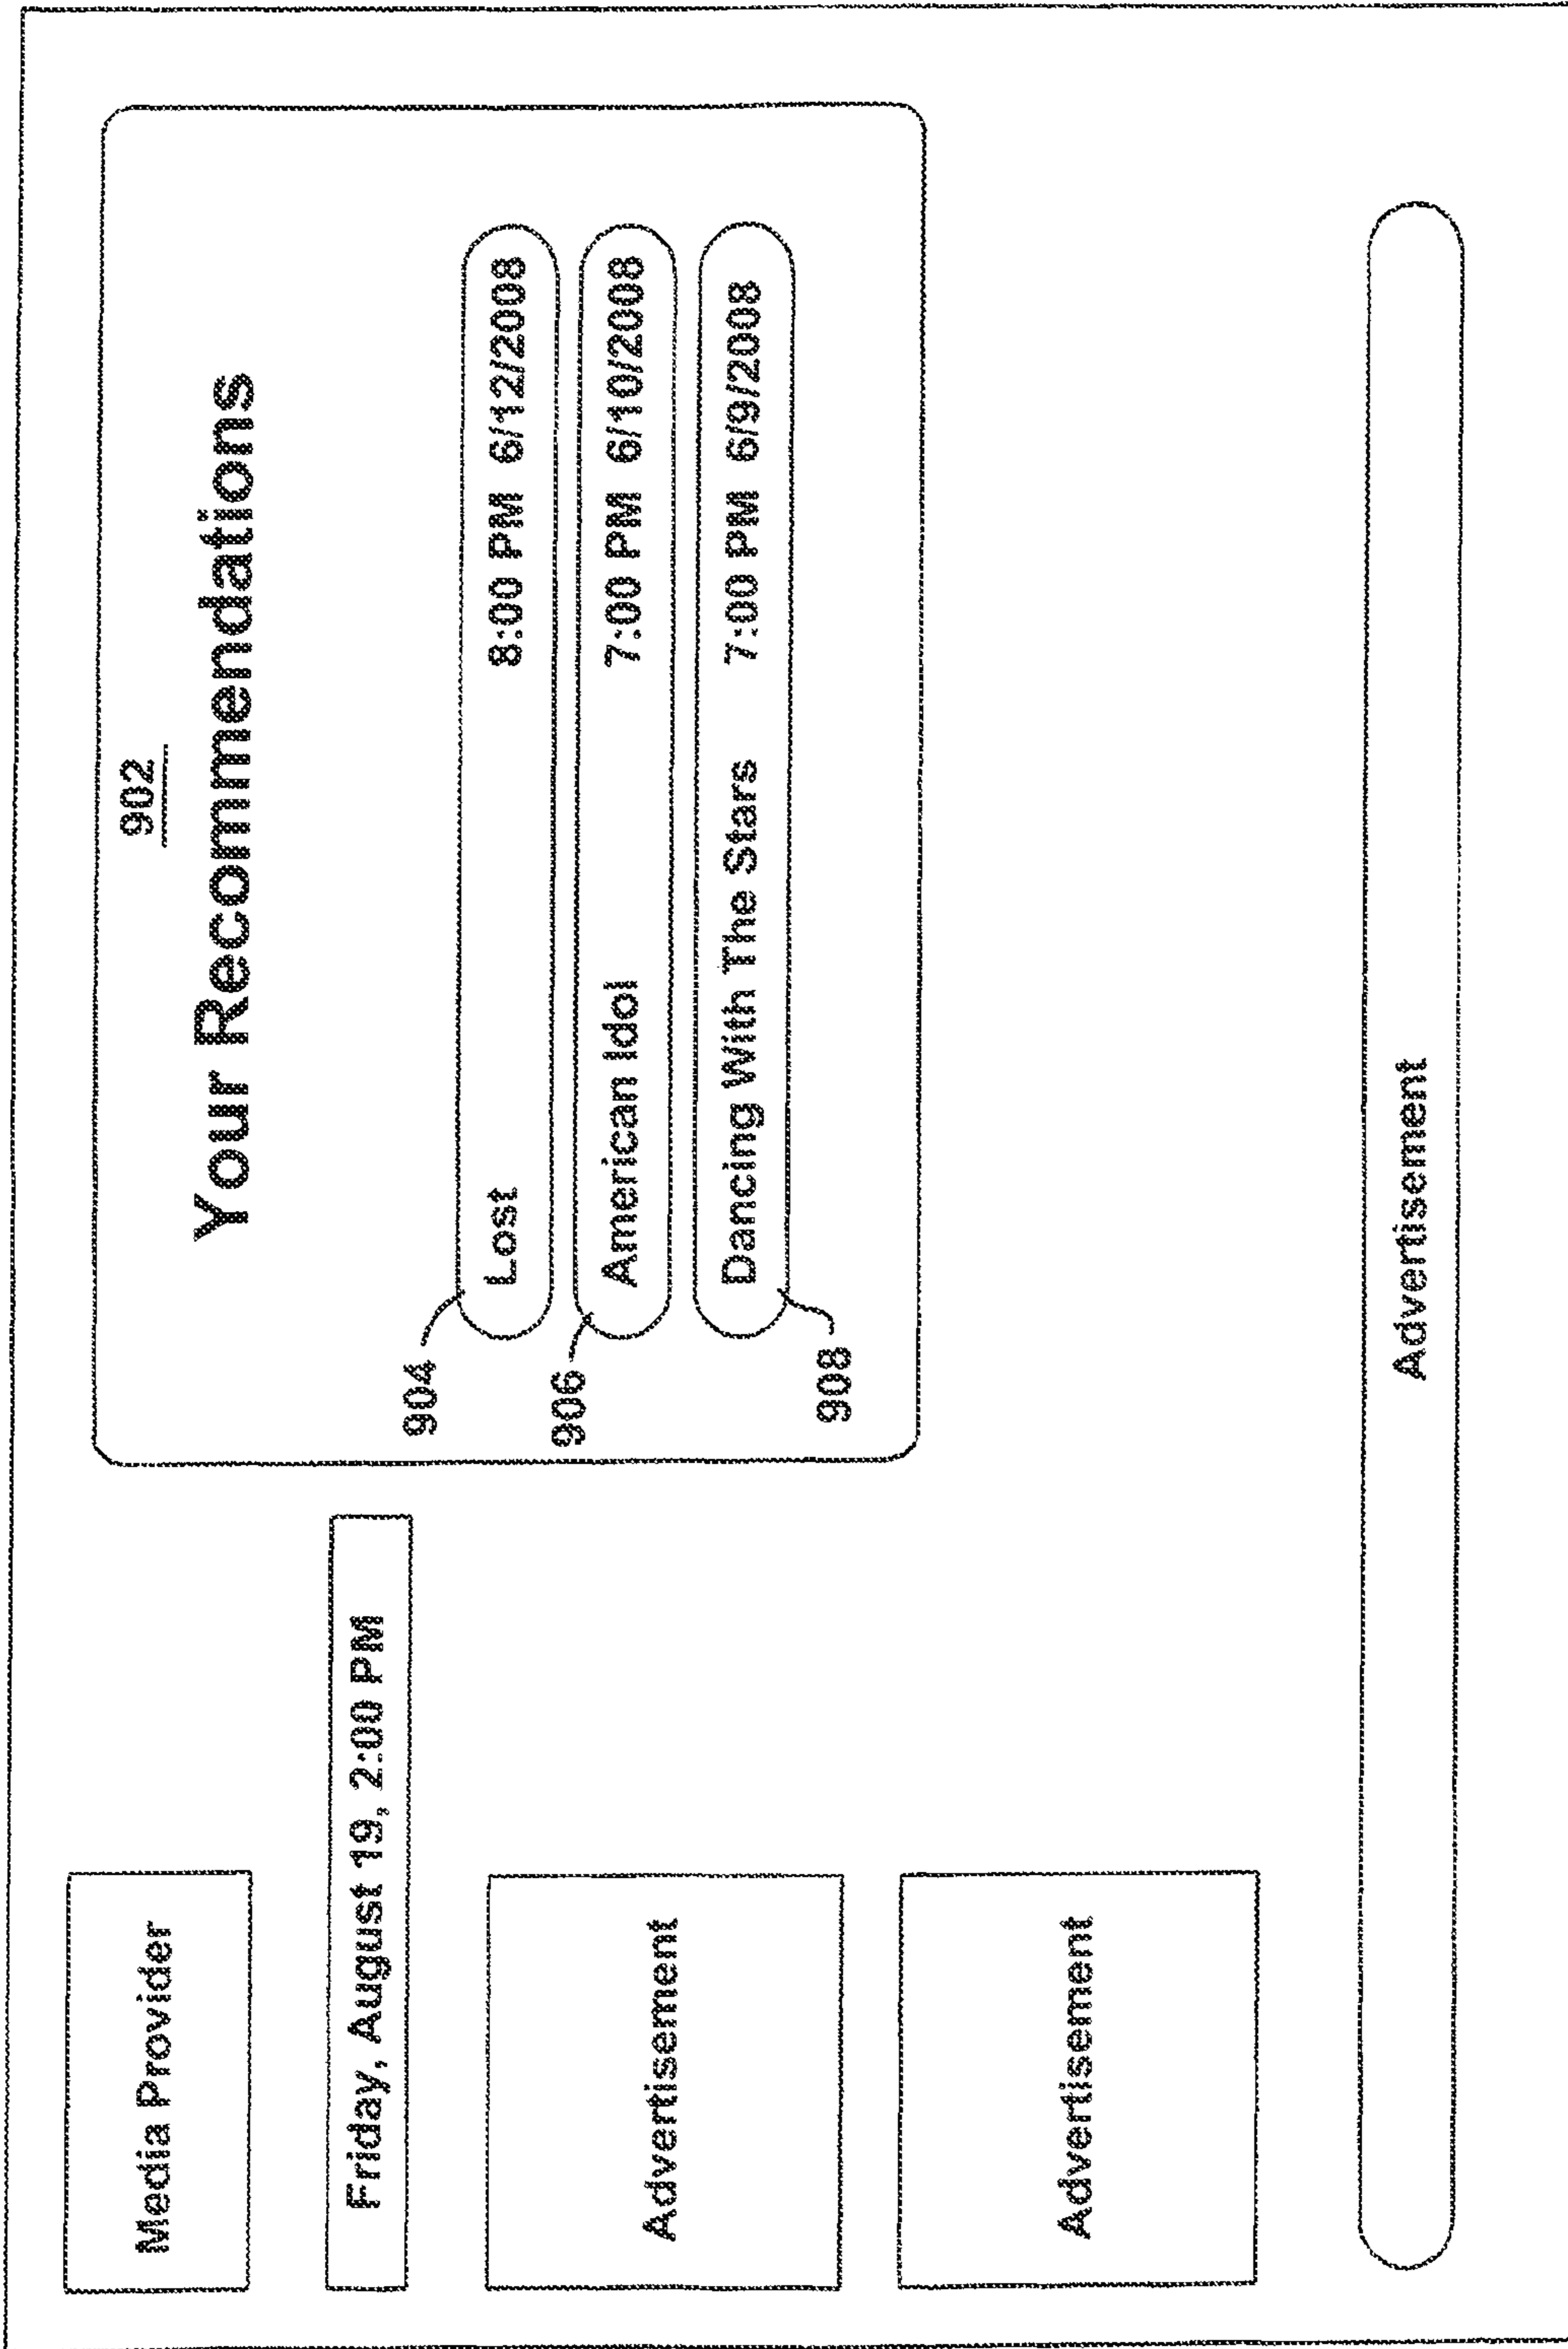 Media Provider
Friday, August 19, 2:00 PM
Advertisement
Advertisement
902
Your Recommendations
904
Lost 8:00 PM 6/12/2008
906
American Idol 7:00 PM 6/10/2008
Dancing With The Stars 7:00 PM 6/9/2008
908
Advertisement